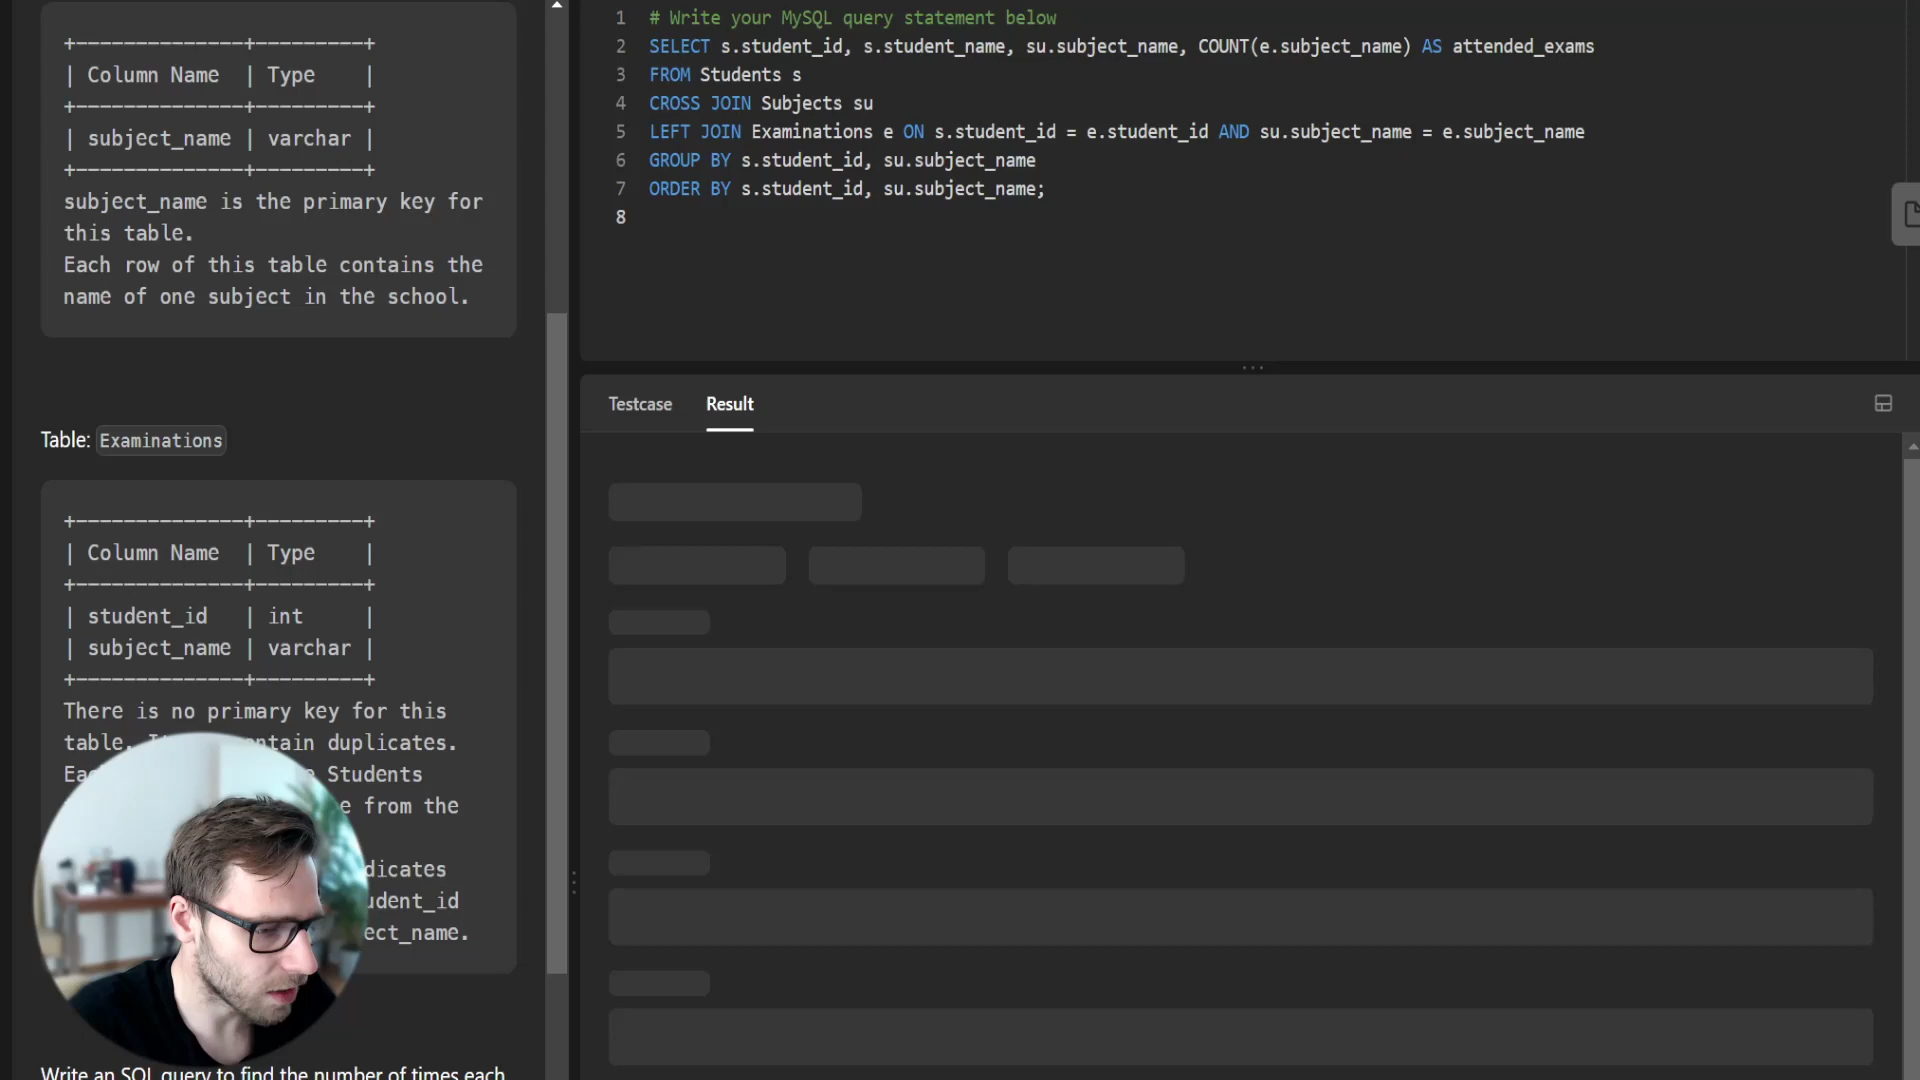 +--------------+---------+
| Column Name  | Type    |
+--------------+---------+
| subject_name | varchar |
+--------------+---------+
subject_name is the primary key for
this table.
Each row of this table contains the
name of one subject in the school.
Table: Examinations
+--------------+---------+
| Column Name  | Type    |
+--------------+---------+
| student_id   | int     |
| subject_name | varchar |
+--------------+---------+
There is no primary key for this
table. duplicates.
Students
from the
ect_name.
Write an SQL query to find the number of times each
1 # Write your MySQL query statement below
2 SELECT s.student_id, s.student_name, su.subject_name, COUNT(e.subject_name) AS attended_exams
3 FROM Students s
4 CROSS JOIN Subjects su
5 LEFT JOIN Examinations e ON s.student_id = e.student_id AND su.subject_name = e.subject_name
6 GROUP BY s.student_id, su.subject_name
7 ORDER BY s.student_id, su.subject_name;
8
Testcase Result